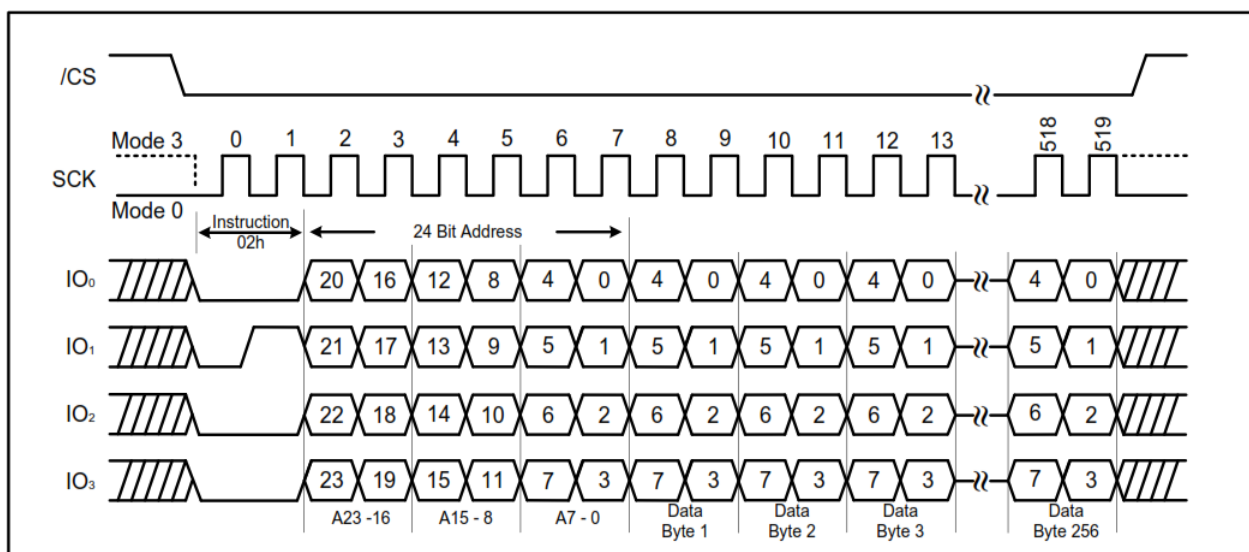 /CS
Mode 3 0 1 2 3 4 5 6 7 8 9 10 11 12 13 518 519
SCK
Mode 0
Instruction
02h
24 Bit Address
IO₀ 20 16 12 8 4 0 4 0 4 0 4 0 4 0
IO₁ 21 17 13 9 5 1 5 1 5 1 5 1 5 1
IO₂ 22 18 14 10 6 2 6 2 6 2 6 2 6 2
IO₃ 23 19 15 11 7 3 7 3 7 3 7 3 7 3
A23 -16 A15 - 8 A7 - 0 Data Data Data Data
Byte 1 Byte 2 Byte 3 Byte 256